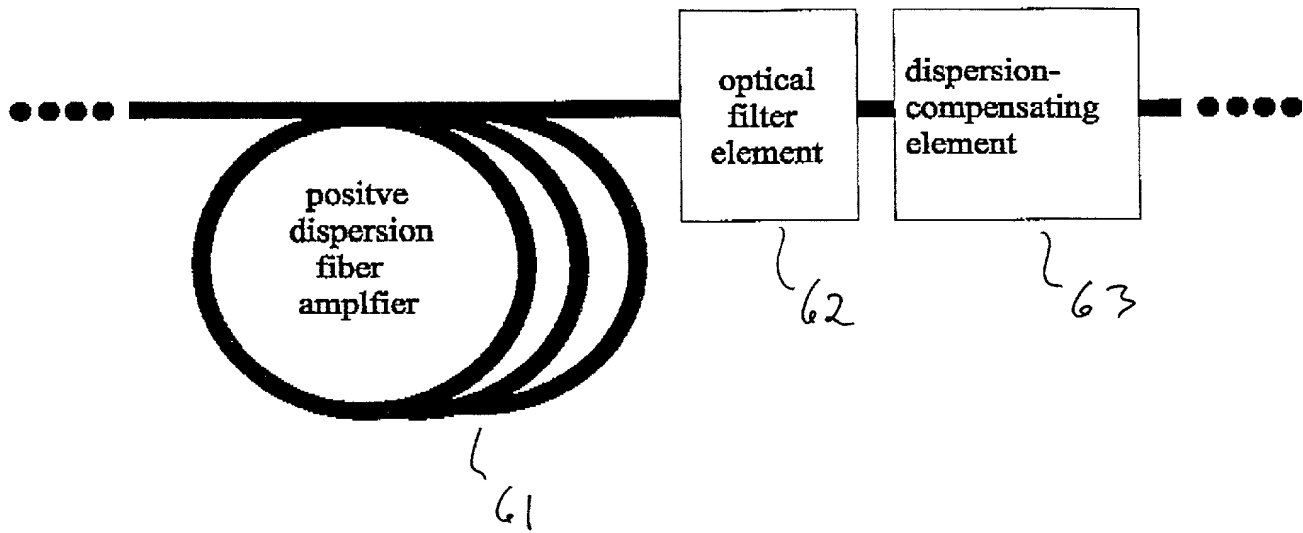 optical
filter
element
dispersion-
compensating
element
positve
dispersion
fiber
amplfier
62
63
61